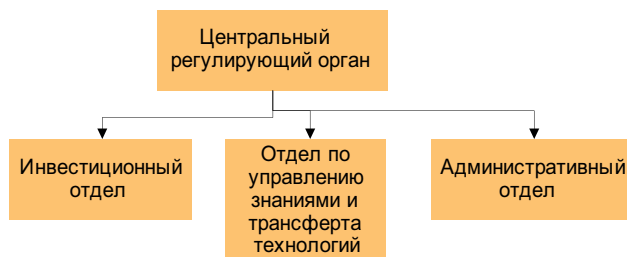 Центральный
регулирующий орган
Инвестиционный
отдел
Отдел по
управлению
знаниями и
трансферта
технологий
Административный
отдел